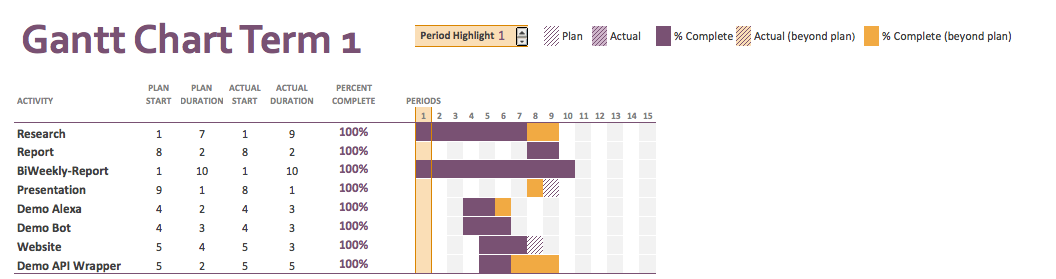 Gantt Chart Term 1
Period Highlight 1 Plan Actual % Complete Actual (beyond plan) % Complete (beyond plan)
PLAN PLAN ACTUAL ACTUAL PERCENT
ACTIVITY START DURATION START DURATION COMPLETE PERIODS
1 2 3 4 5 6 7 8 9 10 11 12 13 14 15
Research 1 7 1 9 100%
Report 8 2 8 2 100%
BiWeekly-Report 1 10 1 10 100%
Presentation 9 1 8 1 100%
Demo Alexa 4 2 4 3 100%
Demo Bot 4 3 4 3 100%
Website 5 4 5 3 100%
Demo API Wrapper 5 2 5 5 100%